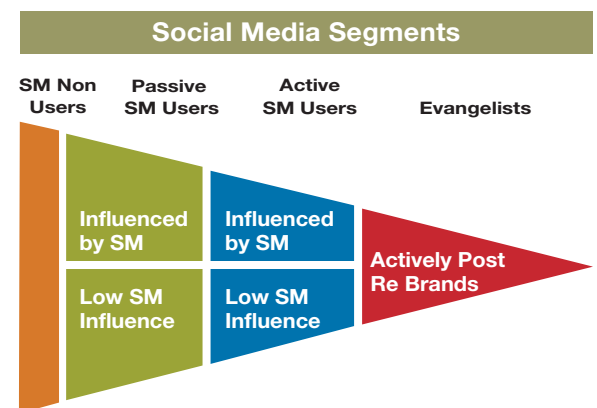 Social Media Segments
SM Non
Users
Passive
SM Users
Active
SM Users
Evangelists
Influenced
by SM
Low SM
Influence
Influenced
by SM
Low SM
Influence
Actively Post
Re Brands